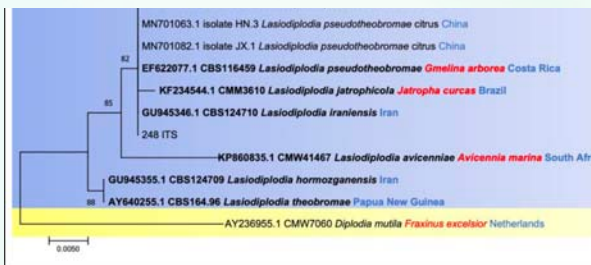 MN701063.1 isolate HN.3 Lasiodiplodia pseudotheobromae citrus China
MN701082.1 isolate JX.1 Lasiodiplodia pseudotheobromae citrus China
82
EF622077.1 CBS116459 Lasiodiplodia pseudotheobromae Gmelina arborea Costa Rica
KF234544.1 CMM3610 Lasiodiplodia jatrophicola Jatropha curcas Brazil
85
GU945346.1 CBS124710 Lasiodiplodia iraniensis Iran
248 ITS
KP860835.1 CMW41467 Lasiodiplodia avicenniae Avicennia marina South Afr
GU945355.1 CBS124709 Lasiodiplodia hormozganensis Iran
88 AY640255.1 CBS164.96 Lasiodiplodia theobromae Papua New Guinea
AY236955.1 CMW7060 Diplodia mutila Fraxinus excelsior Netherlands
0.0050